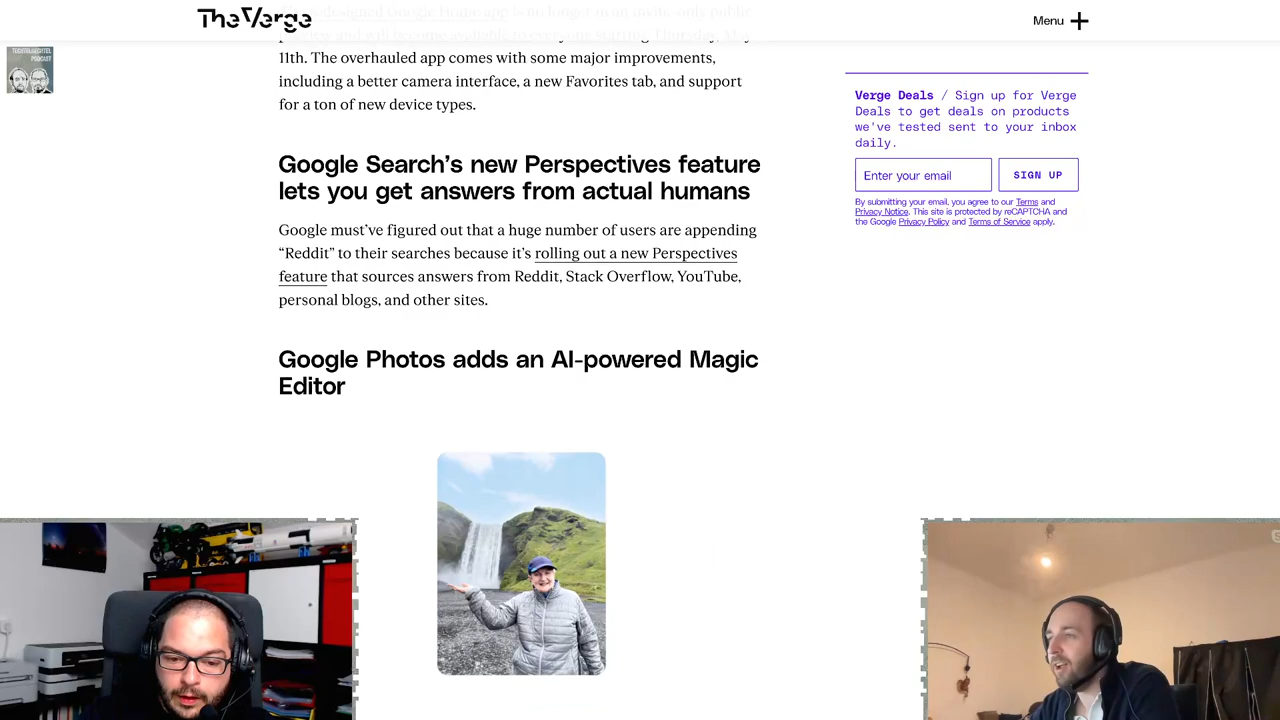 The Verge
Menu
TECHTELMECHTEL
PODCAST
The redesigned Google Home app is no longer in an invite-only public
preview and will become available to everyone starting Thursday, May
11th. The overhauled app comes with some major improvements,
including a better camera interface, a new Favorites tab, and support
for a ton of new device types.
Google Search’s new Perspectives feature
lets you get answers from actual humans
Google must’ve figured out that a huge number of users are appending
“Reddit” to their searches because it’s rolling out a new Perspectives
feature that sources answers from Reddit, Stack Overflow, YouTube,
personal blogs, and other sites.
Google Photos adds an AI-powered Magic
Editor
Verge Deals / Sign up for Verge
Deals to get deals on products
we've tested sent to your inbox
daily.
Enter your email
SIGN UP
By submitting your email, you agree to our Terms and
Privacy Notice. This site is protected by reCAPTCHA and
the Google Privacy Policy and Terms of Service apply.